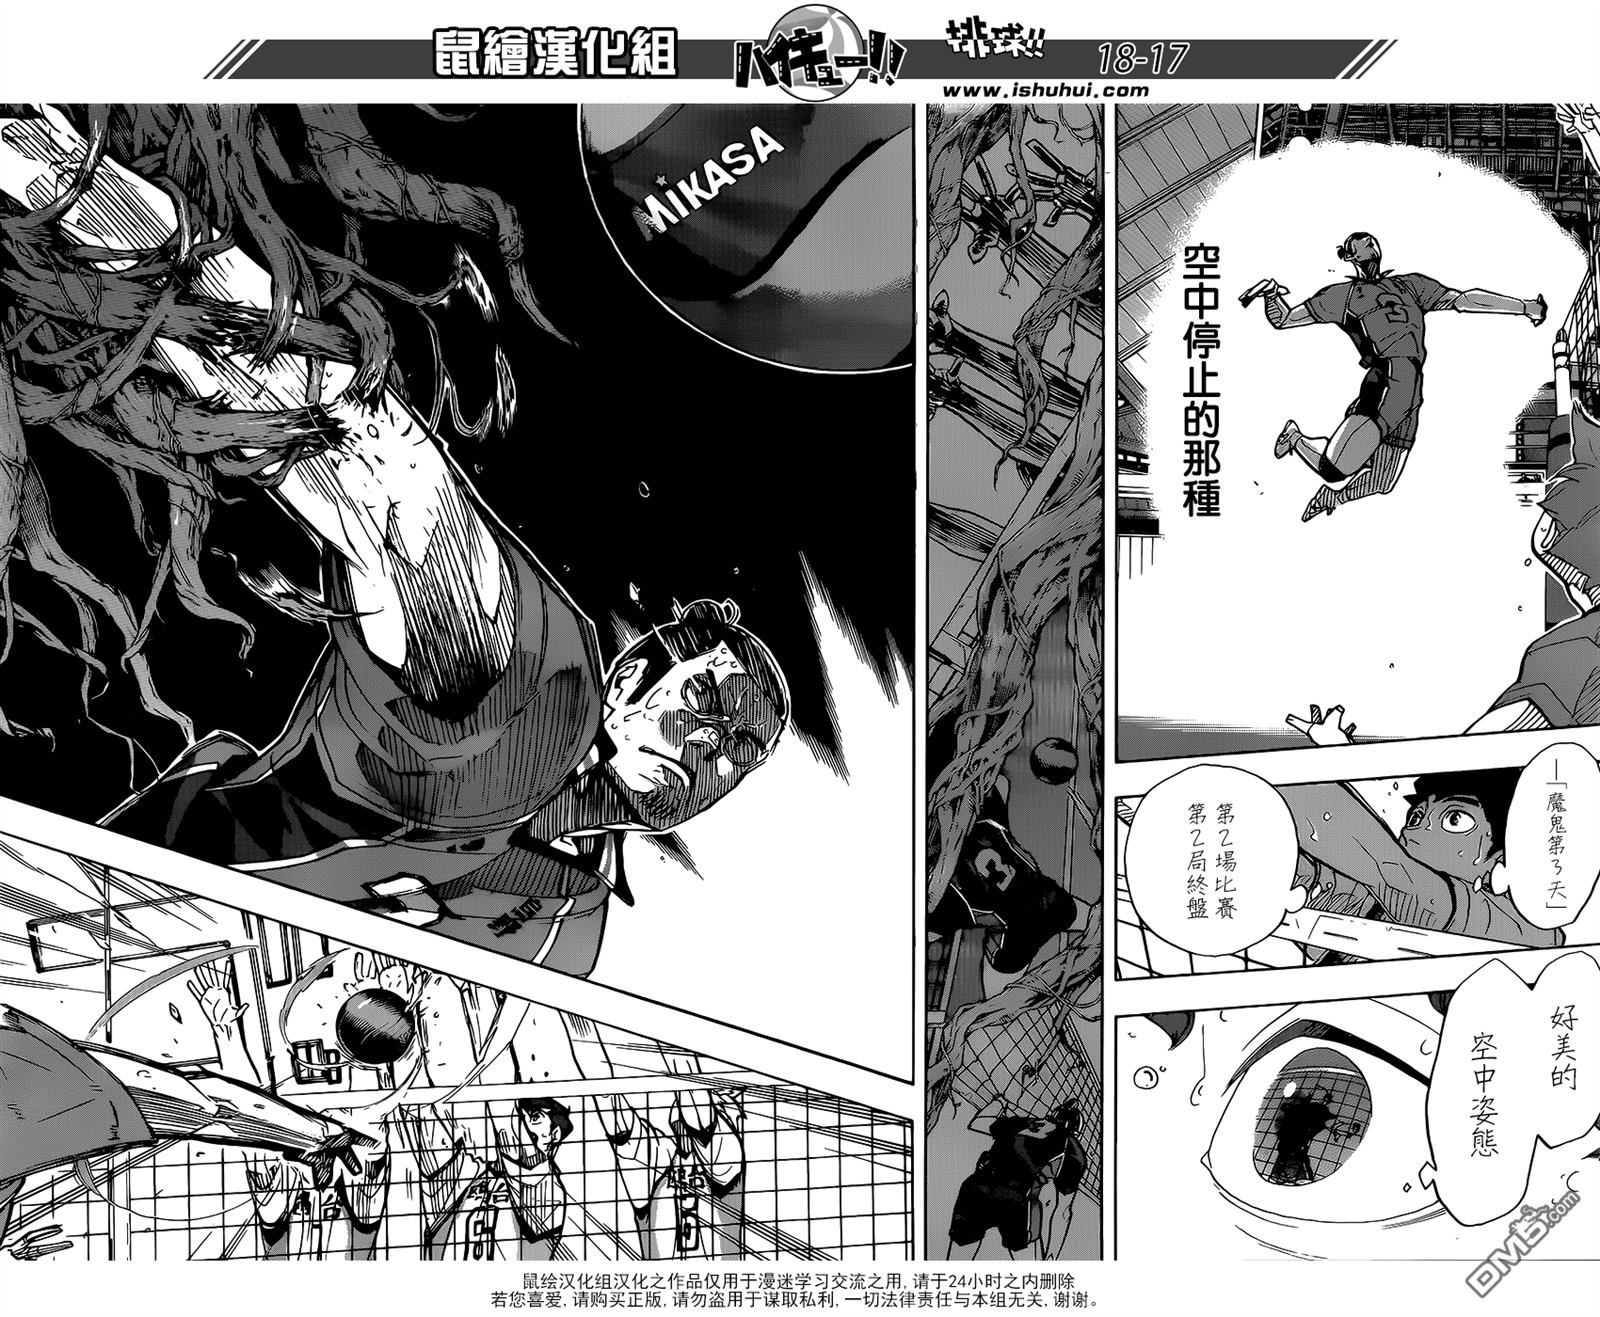 鼠繪漢化組
ハイキュー!!
排球!!
18-17
www.ishuhui.com
空中停止的那種
—「魔鬼第3天」
第2場比賽
第2局終盤
好美的
空中姿態
MIKASA
3
3
鼠绘汉化组汉化之作品仅用于漫迷学习交流之用,请于24小时之内删除
若您喜爱,请购买正版,请勿盗用于谋取私利,一切法律责任与本组无关,谢谢。
DM5.com